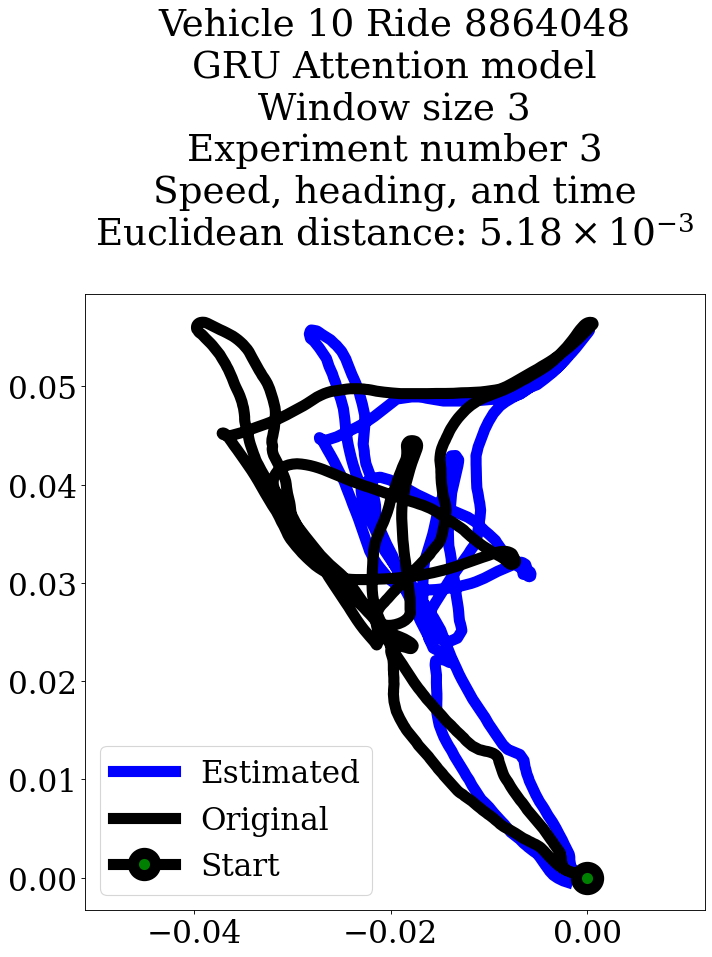 Vehicle 10 Ride 8864048
GRU Attention model
Window size 3
Experiment number 3
Speed, heading, and time
Euclidean distance: 5.18 × 10⁻³
0.05
0.04
0.03
0.02
0.01
0.00
Estimated
Original
Start
−0.04 −0.02 0.00